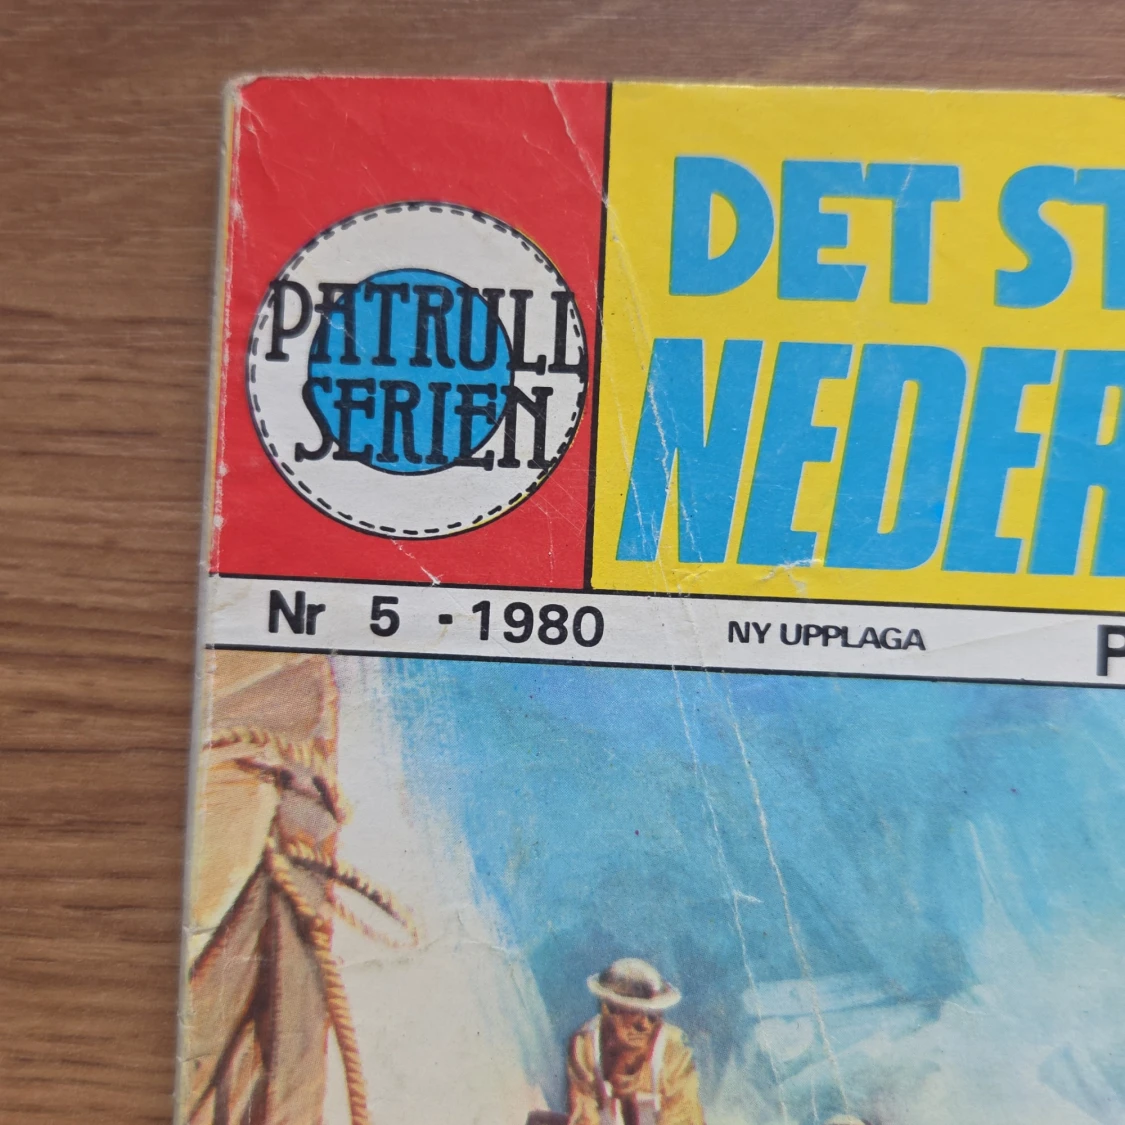 PATRULL
SERIEN
DET ST
NEDER
Nr 5 - 1980 NY UPPLAGA P